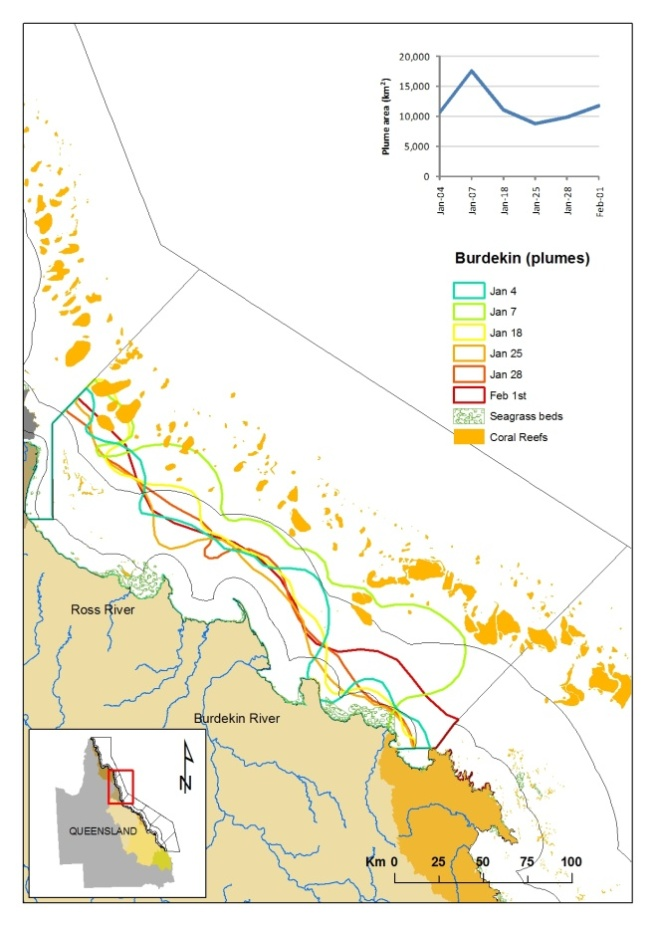 20,000
15,000
10,000
5,000
0
Plume area (km²)
Jan-04
Jan-07
Jan-18
Jan-25
Jan-28
Feb-01
Burdekin (plumes)
Jan 4
Jan 7
Jan 18
Jan 25
Jan 28
Feb 1st
Seagrass beds
Coral Reefs
Ross River
Burdekin River
N
QUEENSLAND
Km 0 25 50 75 100